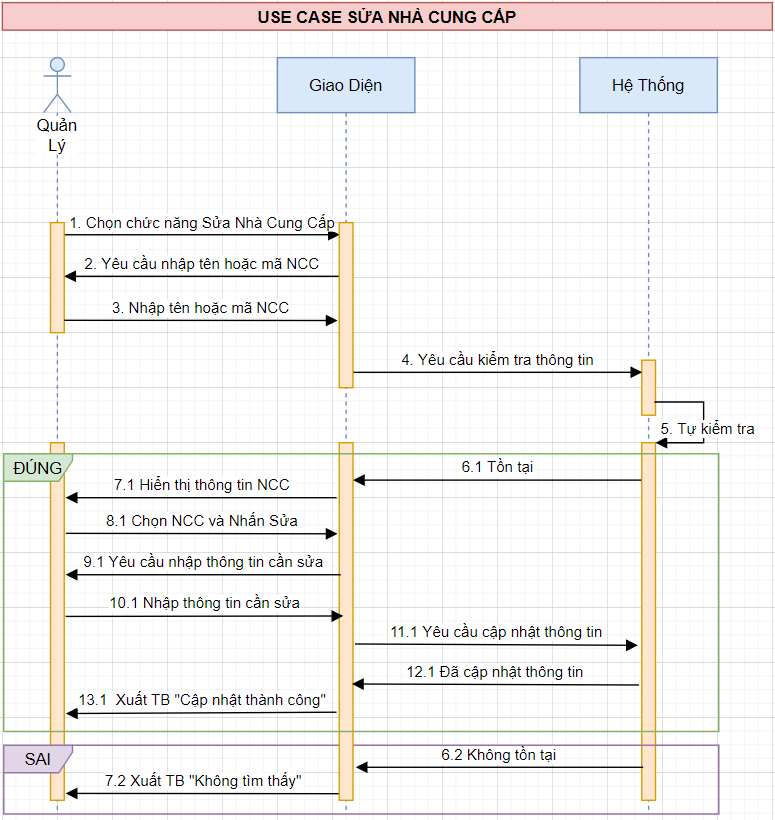 USE CASE SỬA NHÀ CUNG CẤP
Quản
Lý
Giao Diện
Hệ Thống
1. Chọn chức năng Sửa Nhà Cung Cấp
2. Yêu cầu nhập tên hoặc mã NCC
3. Nhập tên hoặc mã NCC
4. Yêu cầu kiểm tra thông tin
5. Tự kiểm tra
ĐÚNG
6.1 Tồn tại
7.1 Hiển thị thông tin NCC
8.1 Chọn NCC và Nhấn Sửa
9.1 Yêu cầu nhập thông tin cần sửa
10.1 Nhập thông tin cần sửa
11.1 Yêu cầu cập nhật thông tin
12.1 Đã cập nhật thông tin
13.1 Xuất TB "Cập nhật thành công"
SAI
6.2 Không tồn tại
7.2 Xuất TB "Không tìm thấy"